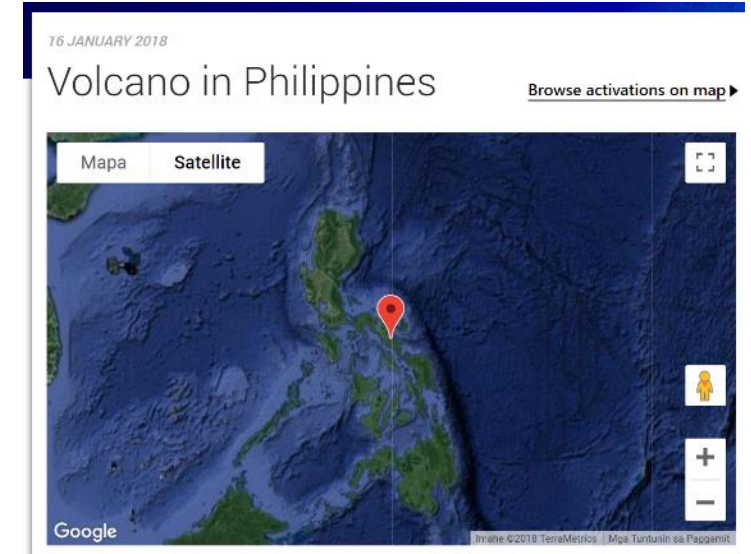 16 JANUARY 2018
Volcano in Philippines
Browse activations on map
Mapa Satellite
Google
Imahe ©2018 TerraMetrics Mga Tuntunin sa Paggamit